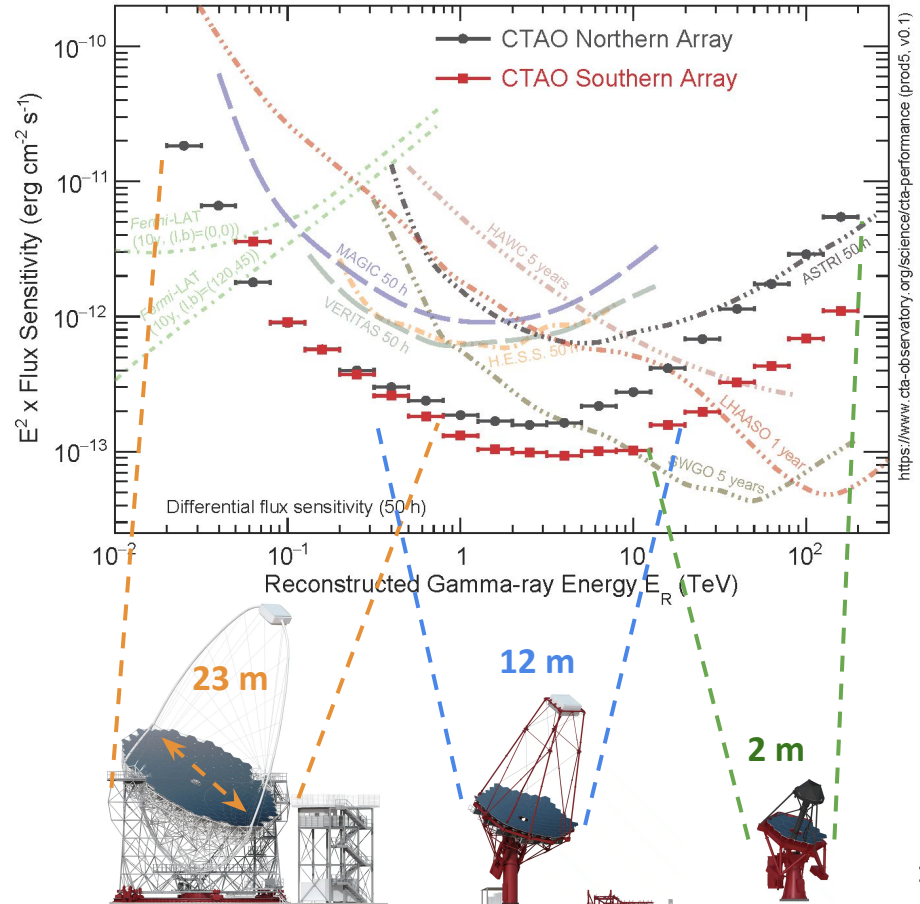 CTAO Northern Array
CTAO Southern Array
E² x Flux Sensitivity (erg cm⁻² s⁻¹)
10⁻¹⁰
10⁻¹¹
10⁻¹²
10⁻¹³
Fermi-LAT
(10y, (l,b)=(0,0))
Fermi-LAT
(10y, (l,b)=(120,45))
MAGIC 50 h
VERITAS 50 h
H.E.S.S. 50 h
HAWC 5 years
ASTRI 50 h
LHAASO 1 year
SWGO 5 years
Differential flux sensitivity (50 h)
10⁻² 10⁻¹ 1 10 10²
Reconstructed Gamma-ray Energy E_R (TeV)
https://www.cta-observatory.org/science/cta-performance (prod5, v0.1)
23 m
12 m
2 m